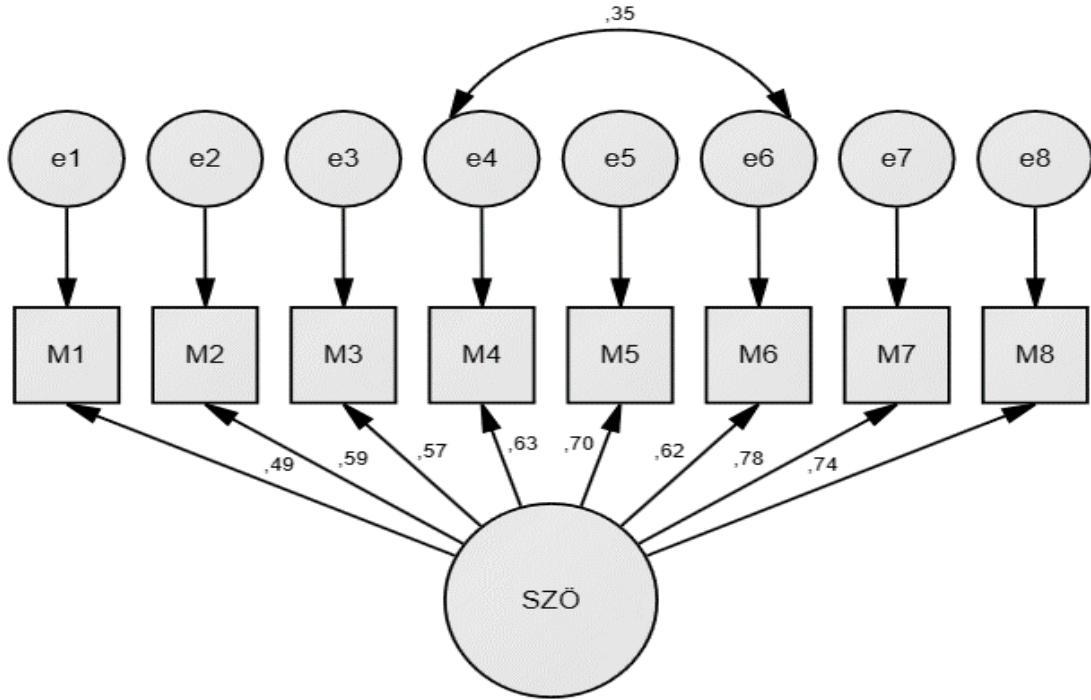 ,35
e1 e2 e3 e4 e5 e6 e7 e8
M1 M2 M3 M4 M5 M6 M7 M8
,49 ,59 ,57 ,63 ,70 ,62 ,78 ,74
SZÖ